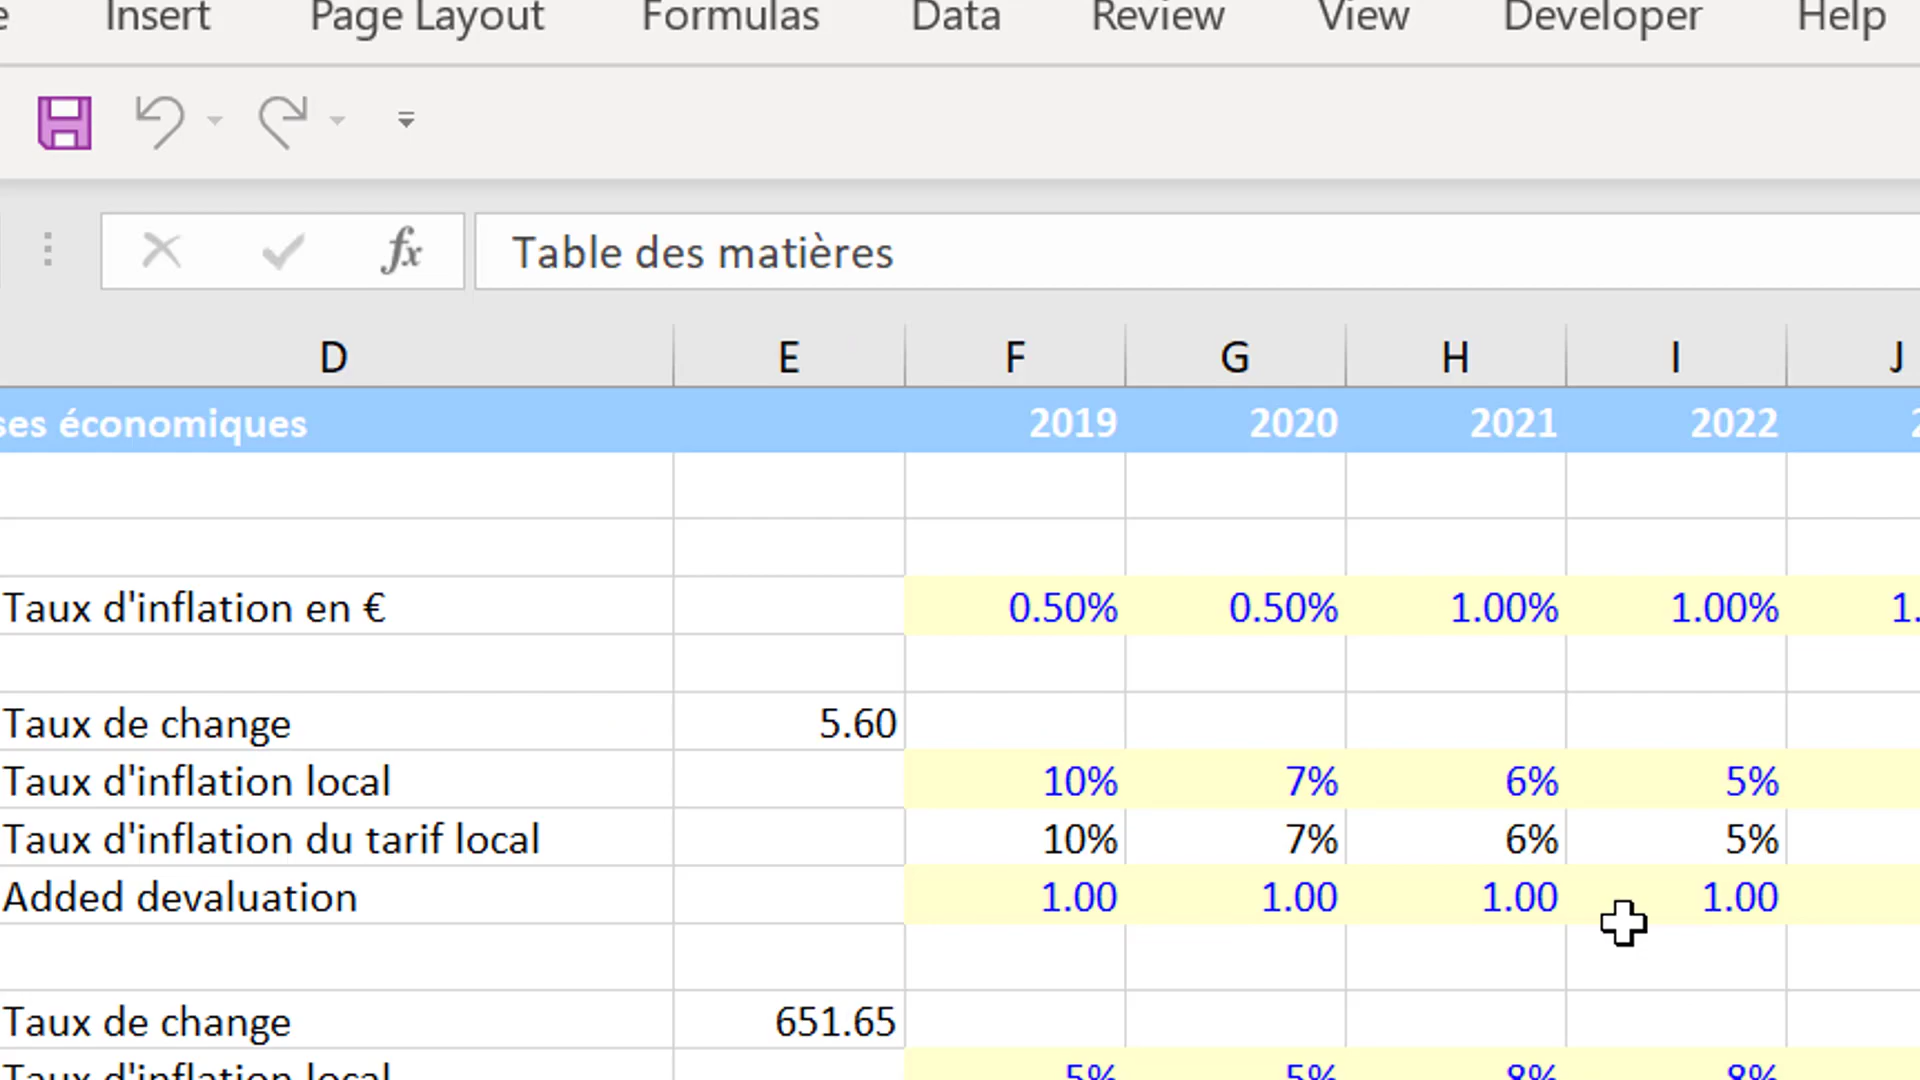 Insert Page Layout Formulas Data Review View Developer Help
fx Table des matières
D E F G H I J
ses économiques 2019 2020 2021 2022
Taux d'inflation en € 0.50% 0.50% 1.00% 1.00% 1.
Taux de change 5.60
Taux d'inflation local 10% 7% 6% 5%
Taux d'inflation du tarif local 10% 7% 6% 5%
Added devaluation 1.00 1.00 1.00 1.00
Taux de change 651.65
Taux d'inflation local 5% 5% 8% 8%